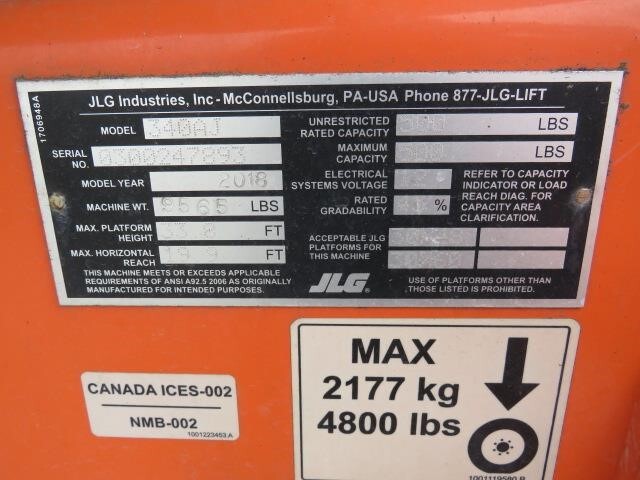 1706948A
JLG Industries, Inc - McConnellsburg, PA-USA Phone 877-JLG-LIFT
MODEL 340AJ
SERIAL NO. 0300247893
MODEL YEAR 2018
MACHINE WT. LBS
MAX. PLATFORM HEIGHT FT
MAX. HORIZONTAL REACH FT
THIS MACHINE MEETS OR EXCEEDS APPLICABLE
REQUIREMENTS OF ANSI A92.5 2006 AS ORIGINALLY
MANUFACTURED FOR INTENDED PURPOSES.
UNRESTRICTED RATED CAPACITY LBS
MAXIMUM CAPACITY LBS
ELECTRICAL SYSTEMS VOLTAGE
RATED GRADABILITY %
REFER TO CAPACITY
INDICATOR OR LOAD
REACH DIAG. FOR
CAPACITY AREA
CLARIFICATION.
ACCEPTABLE JLG
PLATFORMS FOR
THIS MACHINE
JLG®
USE OF PLATFORMS OTHER THAN
THOSE LISTED IS PROHIBITED.
CANADA ICES-002
NMB-002
1001223453 A
MAX
2177 kg
4800 lbs
1001119580 B